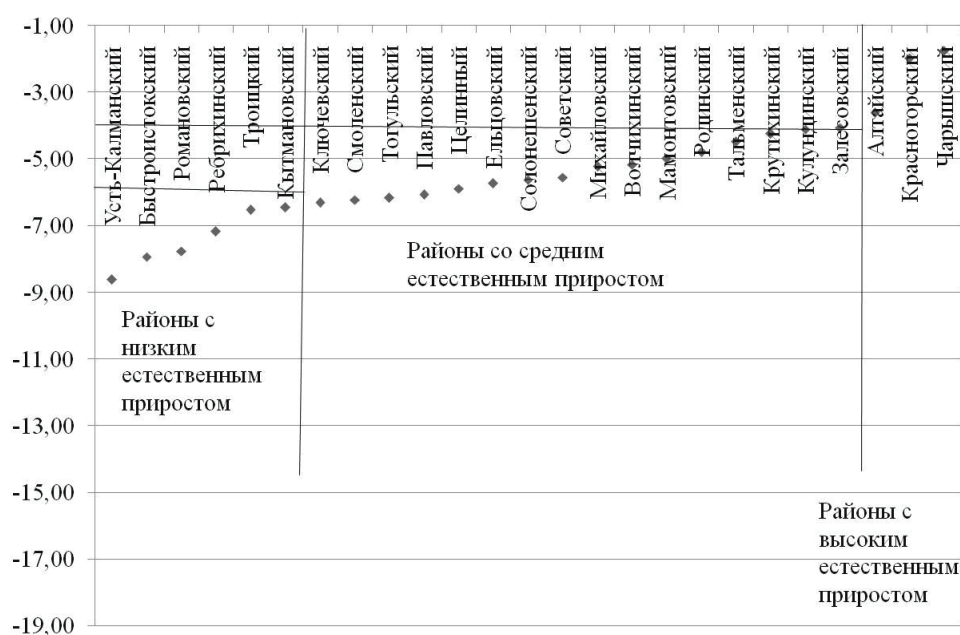 -1,00
-3,00
-5,00
-7,00
-9,00
-11,00
-13,00
-15,00
-17,00
-19,00
Усть-Калманский
Быстроистокский
Романовский
Ребрихинский
Троицкий
Кытмановский
Ключевский
Смоленский
Тогульский
Павловский
Целинный
Ельцовский
Солонешенский
Советский
Михайловский
Волчихинский
Мамонтовский
Родинский
Тальменский
Крутихинский
Кулундинский
Залесовский
Алтайский
Красногорский
Чарышский
Районы с
низким
естественным
приростом
Районы со средним
естественным приростом
Районы с
высоким
естественным
приростом